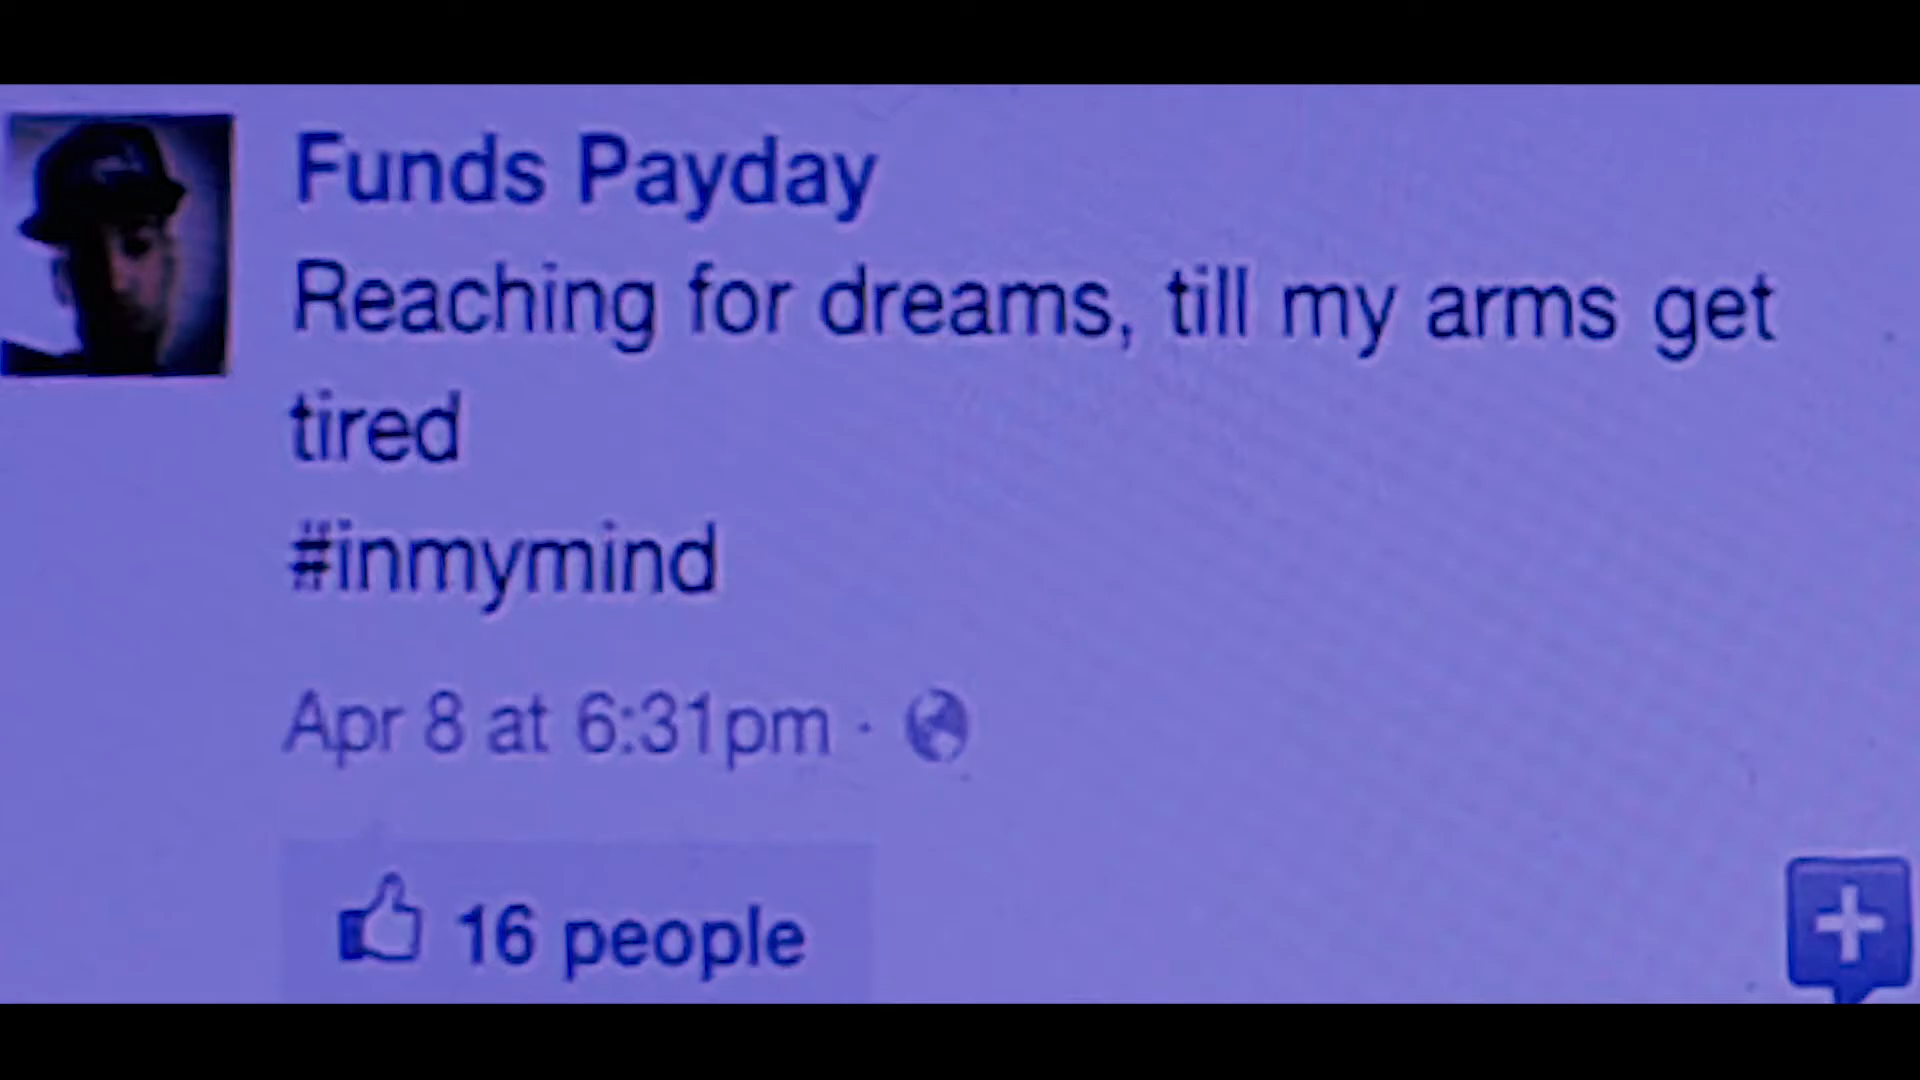 Funds Payday
Reaching for dreams, till my arms get
tired
#inmymind
Apr 8 at 6:31pm ·
16 people